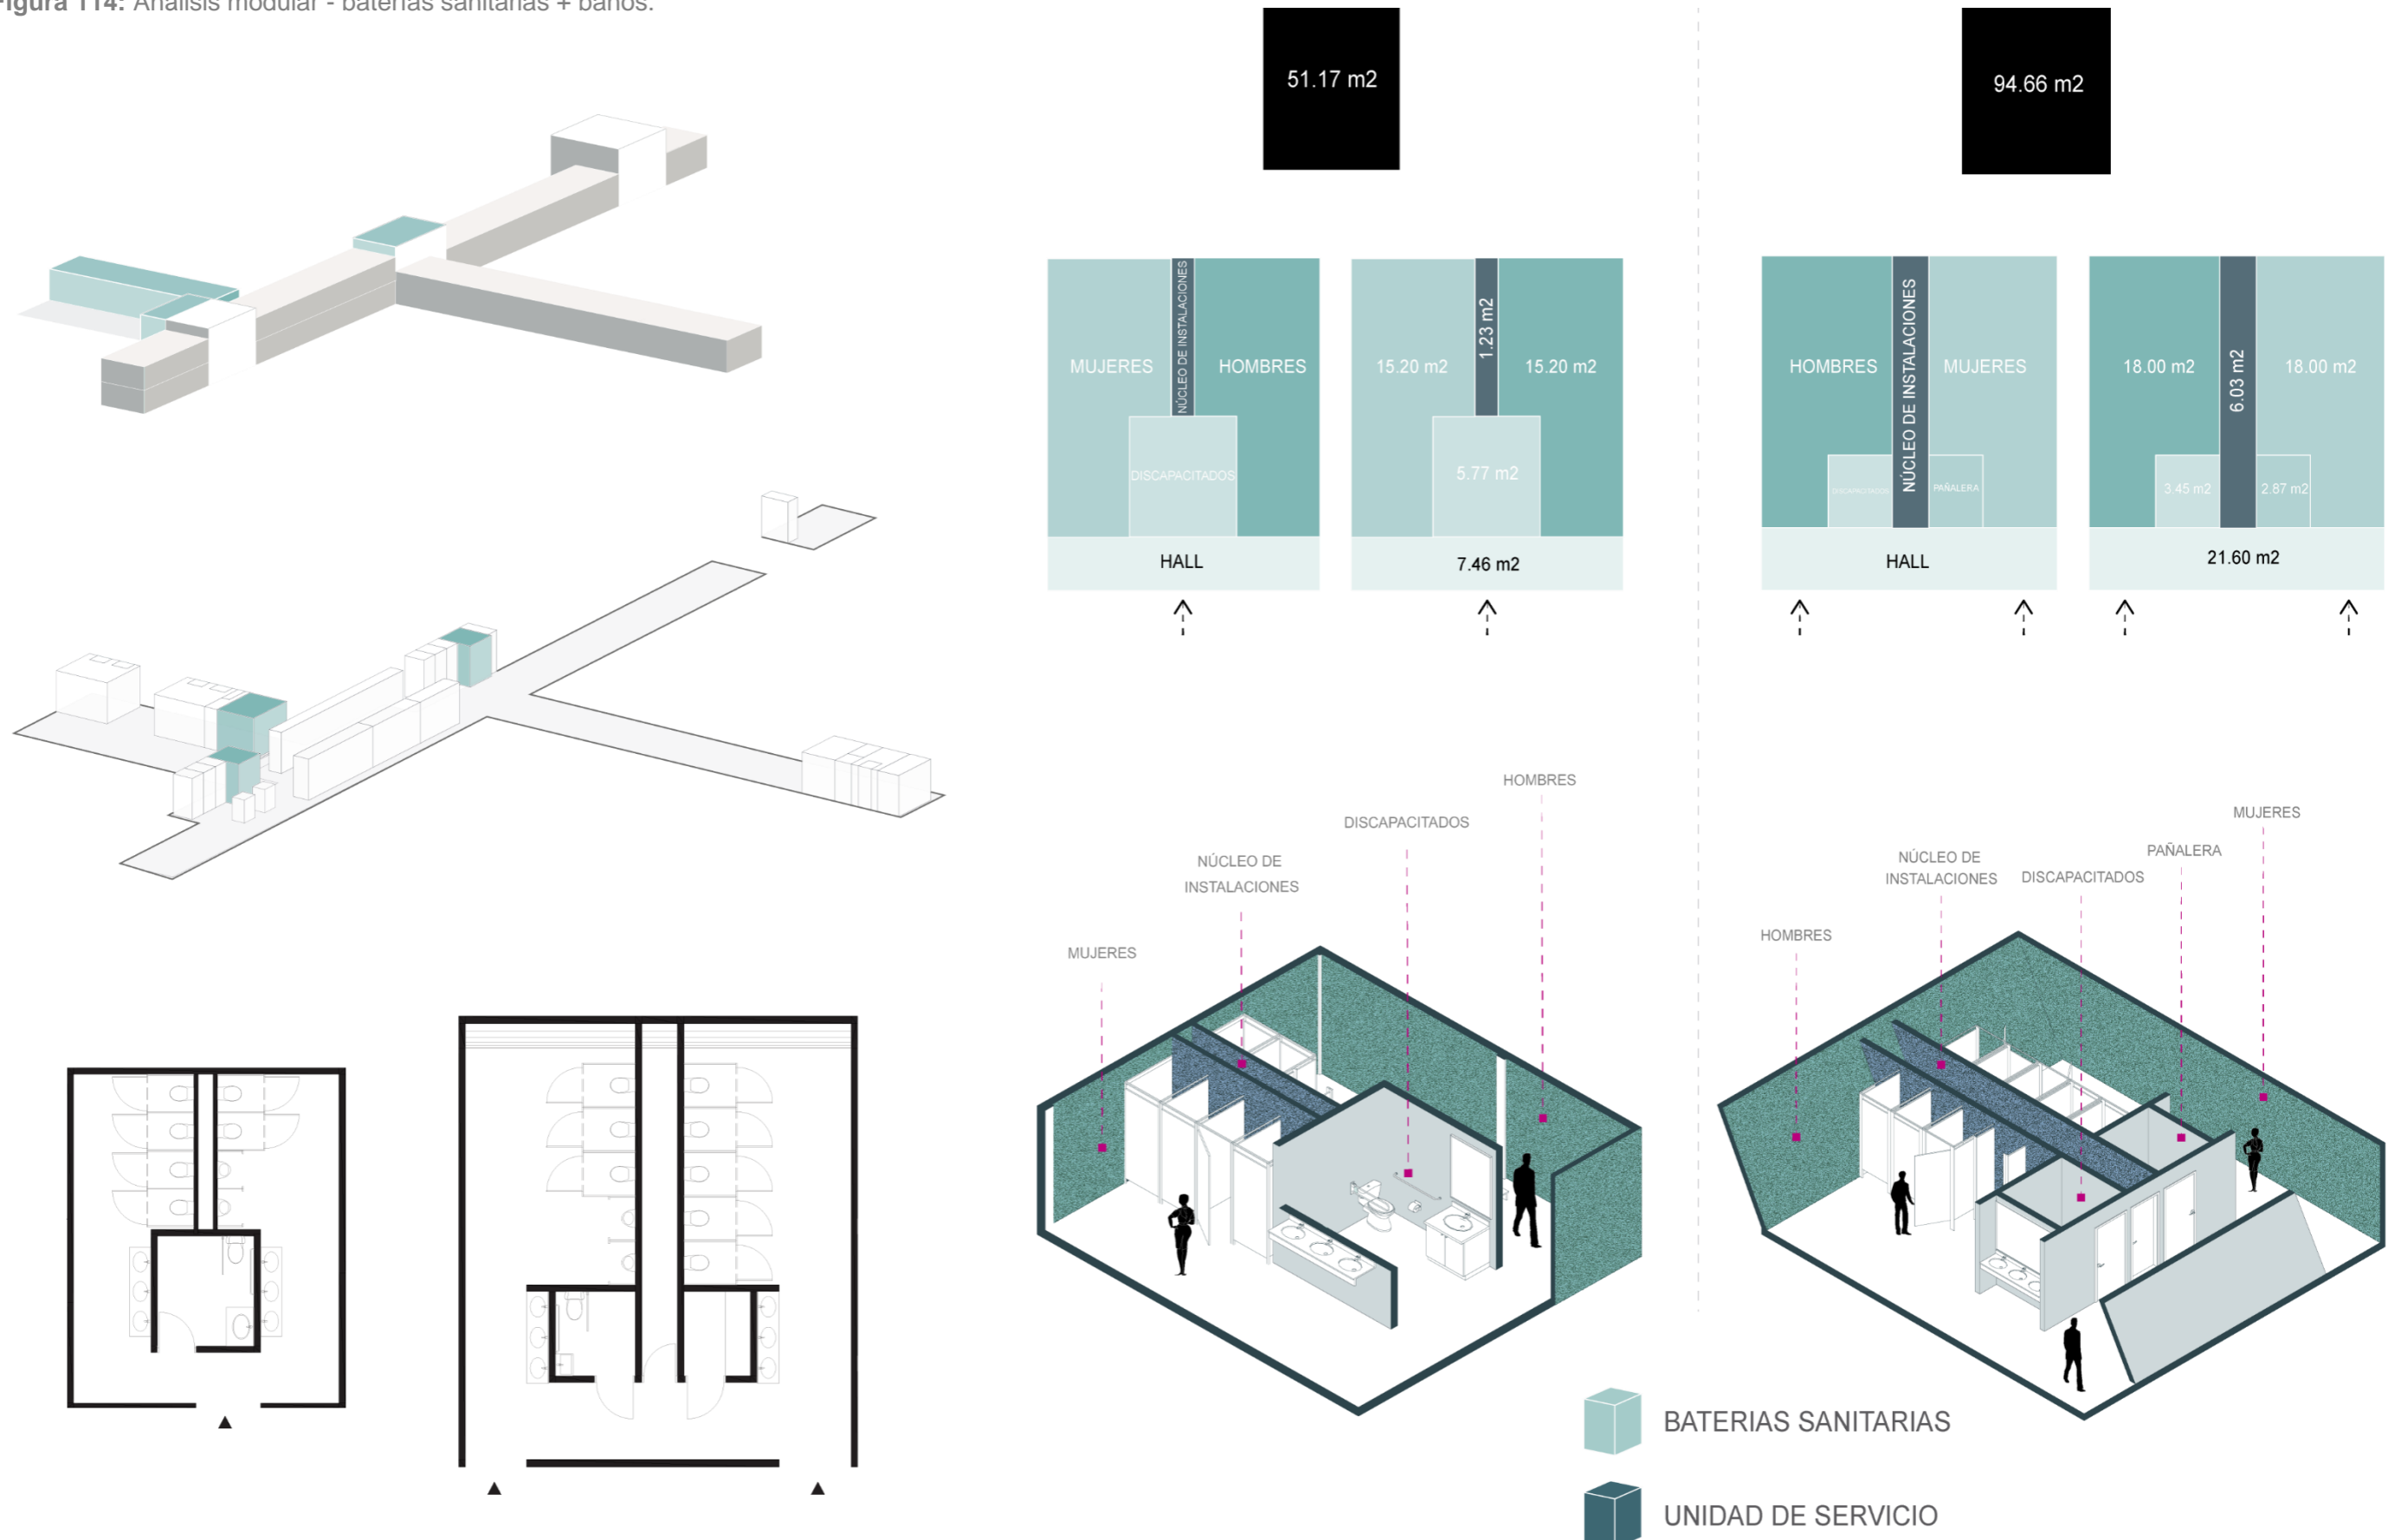 Figura 114: Análisis modular - baterías sanitarias + baños.
51.17 m2
MUJERES
NÚCLEO DE INSTALACIONES
HOMBRES
DISCAPACITADOS
HALL
15.20 m2
1.23 m2
15.20 m2
5.77 m2
7.46 m2
94.66 m2
HOMBRES
NÚCLEO DE INSTALACIONES
MUJERES
DISCAPACITADOS
PAÑALERA
HALL
18.00 m2
6.03 m2
18.00 m2
3.45 m2
2.87 m2
21.60 m2
MUJERES
NÚCLEO DE
INSTALACIONES
DISCAPACITADOS
HOMBRES
HOMBRES
NÚCLEO DE
INSTALACIONES
DISCAPACITADOS
PAÑALERA
MUJERES
BATERIAS SANITARIAS
UNIDAD DE SERVICIO